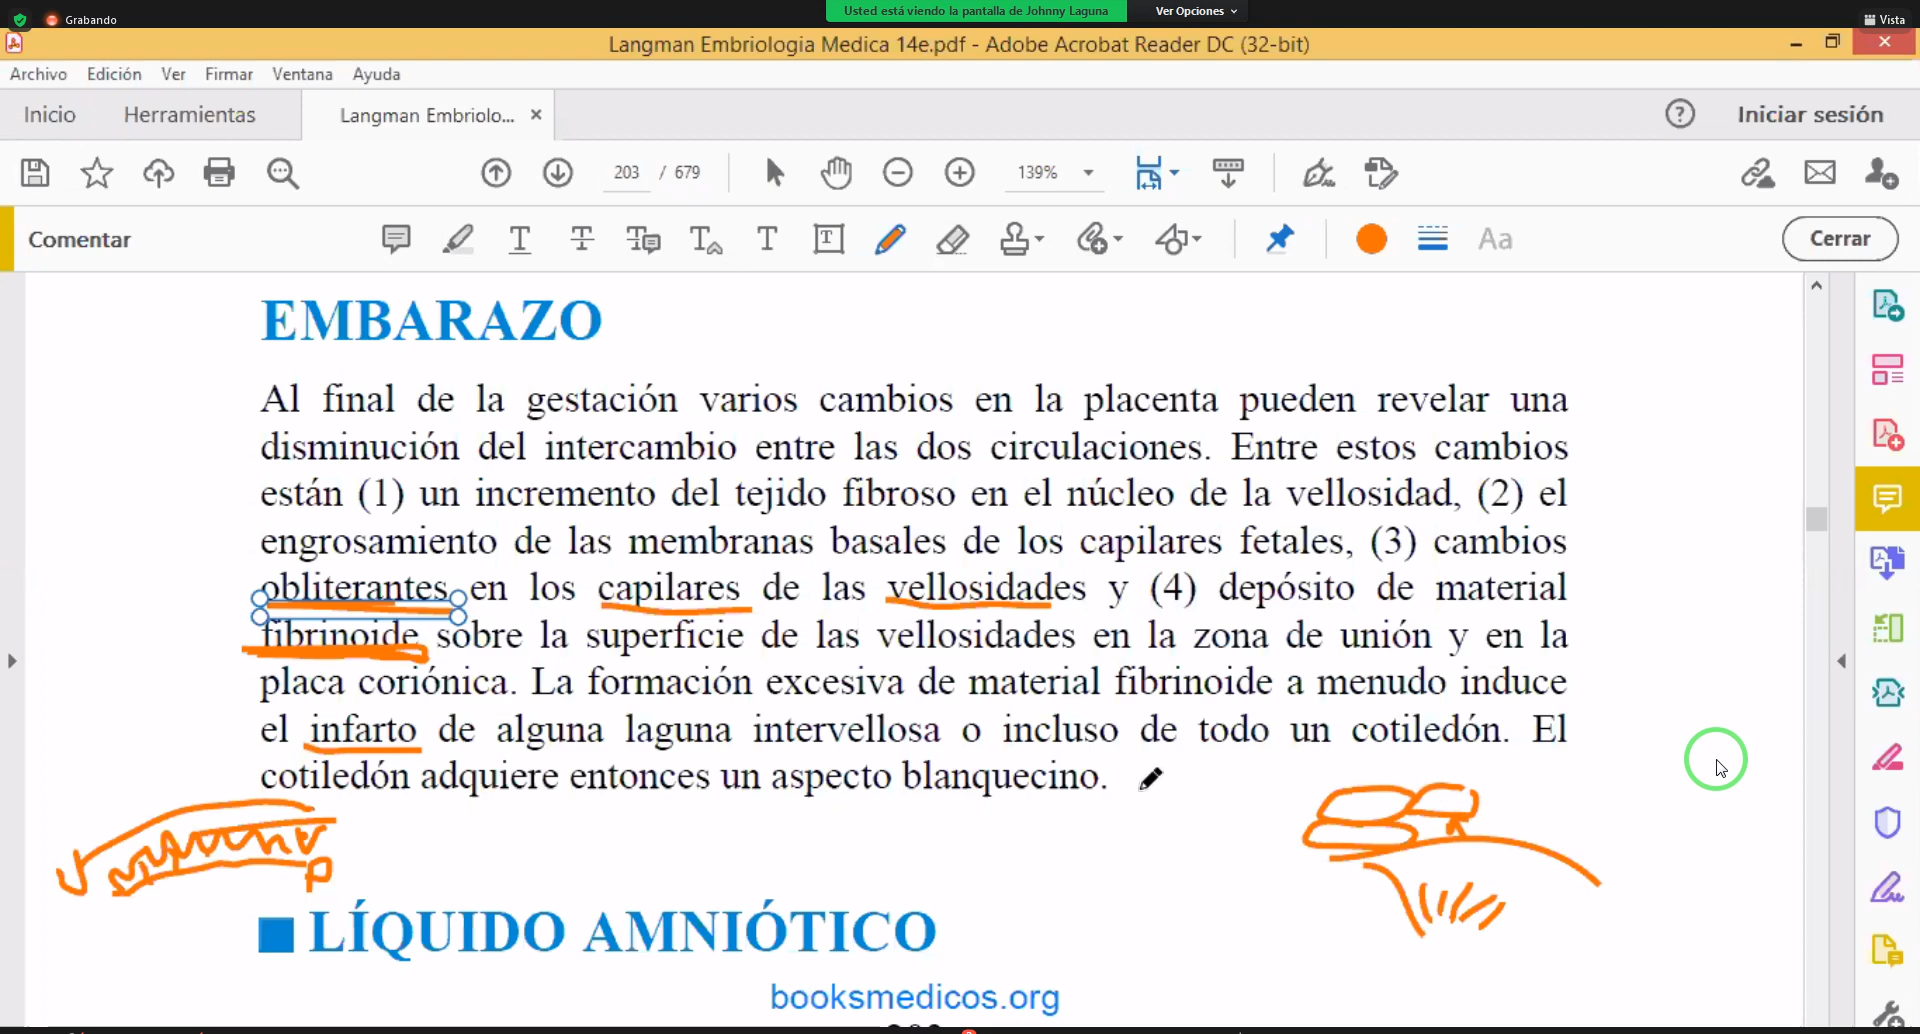 Grabando
Usted está viendo la pantalla de Johnny Laguna
Ver Opciones
Vista
Langman Embriologia Medica 14e.pdf - Adobe Acrobat Reader DC (32-bit)
Archivo Edición Ver Firmar Ventana Ayuda
Inicio Herramientas Langman Embriolo... Iniciar sesión
203 / 679 139%
Comentar Aa Cerrar
EMBARAZO
Al final de la gestación varios cambios en la placenta pueden revelar una
disminución del intercambio entre las dos circulaciones. Entre estos cambios
están (1) un incremento del tejido fibroso en el núcleo de la vellosidad, (2) el
engrosamiento de las membranas basales de los capilares fetales, (3) cambios
obliterantes en los capilares de las vellosidades y (4) depósito de material
fibrinoide sobre la superficie de las vellosidades en la zona de unión y en la
placa coriónica. La formación excesiva de material fibrinoide a menudo induce
el infarto de alguna laguna intervellosa o incluso de todo un cotiledón. El
cotiledón adquiere entonces un aspecto blanquecino.
LÍQUIDO AMNIÓTICO
booksmedicos.org